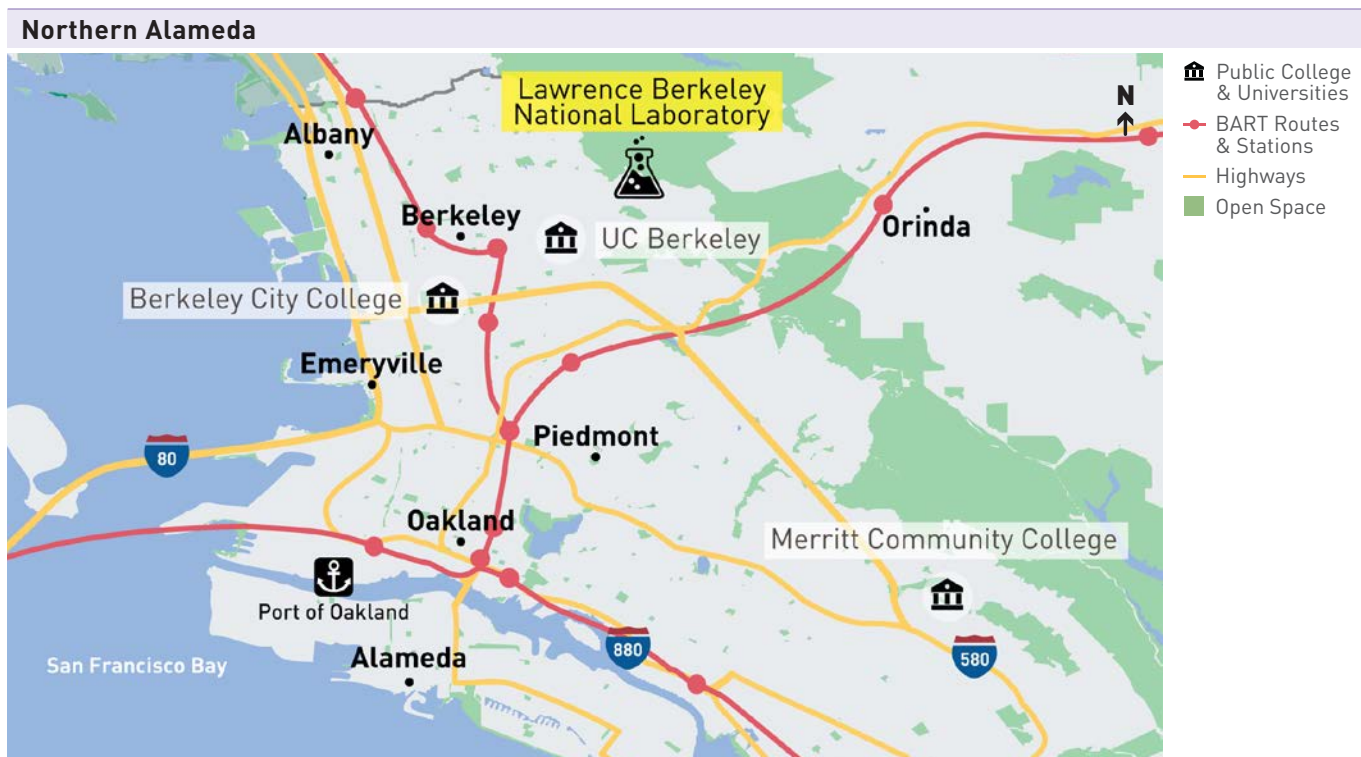 Northern Alameda
Lawrence Berkeley
National Laboratory
N
Albany
Berkeley
UC Berkeley
Orinda
Berkeley City College
Emeryville
80
Piedmont
Oakland
Merritt Community College
Port of Oakland
San Francisco Bay
Alameda
880
580
Public College
& Universities
BART Routes
& Stations
Highways
Open Space